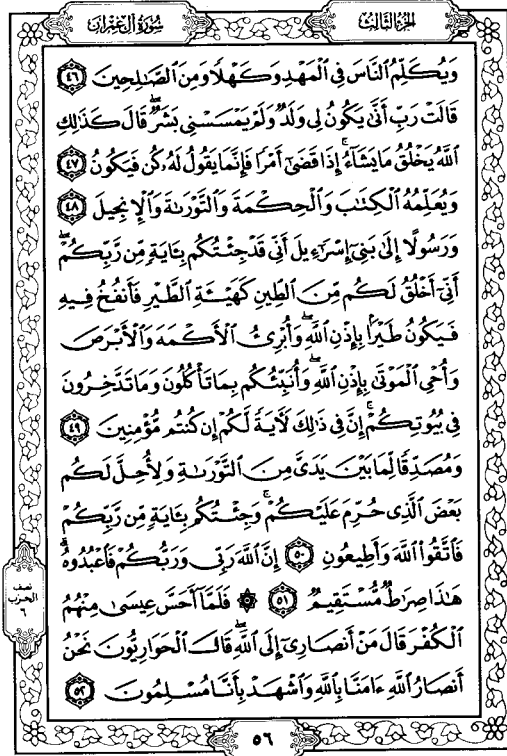 الجزء الثالث
سورة آل عمران
وَيُكَلِّمُ ٱلنَّاسَ فِى ٱلْمَهْدِ وَكَهْلًا وَمِنَ ٱلصَّٰلِحِينَ ٤٦
قَالَتْ رَبِّ أَنَّىٰ يَكُونُ لِى وَلَدٌ وَلَمْ يَمْسَسْنِى بَشَرٌ ۖ قَالَ كَذَٰلِكِ
ٱللَّهُ يَخْلُقُ مَا يَشَآءُ ۚ إِذَا قَضَىٰٓ أَمْرًا فَإِنَّمَا يَقُولُ لَهُۥ كُن فَيَكُونُ ٤٧
وَيُعَلِّمُهُ ٱلْكِتَٰبَ وَٱلْحِكْمَةَ وَٱلتَّوْرَىٰةَ وَٱلْإِنجِيلَ ٤٨
وَرَسُولًا إِلَىٰ بَنِىٓ إِسْرَٰٓءِيلَ أَنِّى قَدْ جِئْتُكُم بِـَٔايَةٍ مِّن رَّبِّكُمْ ۖ
أَنِّىٓ أَخْلُقُ لَكُم مِّنَ ٱلطِّينِ كَهَيْـَٔةِ ٱلطَّيْرِ فَأَنفُخُ فِيهِ
فَيَكُونُ طَيْرًۢا بِإِذْنِ ٱللَّهِ ۖ وَأُبْرِئُ ٱلْأَكْمَهَ وَٱلْأَبْرَصَ
وَأُحْىِ ٱلْمَوْتَىٰ بِإِذْنِ ٱللَّهِ ۖ وَأُنَبِّئُكُم بِمَا تَأْكُلُونَ وَمَا تَدَّخِرُونَ
فِى بُيُوتِكُمْ ۚ إِنَّ فِى ذَٰلِكَ لَـَٔايَةً لَّكُمْ إِن كُنتُم مُّؤْمِنِينَ ٤٩
وَمُصَدِّقًا لِّمَا بَيْنَ يَدَىَّ مِنَ ٱلتَّوْرَىٰةِ وَلِأُحِلَّ لَكُم
بَعْضَ ٱلَّذِى حُرِّمَ عَلَيْكُمْ ۚ وَجِئْتُكُم بِـَٔايَةٍ مِّن رَّبِّكُمْ
فَٱتَّقُوا۟ ٱللَّهَ وَأَطِيعُونِ ٥٠ إِنَّ ٱللَّهَ رَبِّى وَرَبُّكُمْ فَٱعْبُدُوهُ ۗ
هَٰذَا صِرَٰطٌ مُّسْتَقِيمٌ ٥١ ۞ فَلَمَّآ أَحَسَّ عِيسَىٰ مِنْهُمُ
ٱلْكُفْرَ قَالَ مَنْ أَنصَارِىٓ إِلَى ٱللَّهِ ۖ قَالَ ٱلْحَوَارِيُّونَ نَحْنُ
أَنصَارُ ٱللَّهِ ءَامَنَّا بِٱللَّهِ وَٱشْهَدْ بِأَنَّا مُسْلِمُونَ ٥٢
نصف
الحزب
٦
٥٦